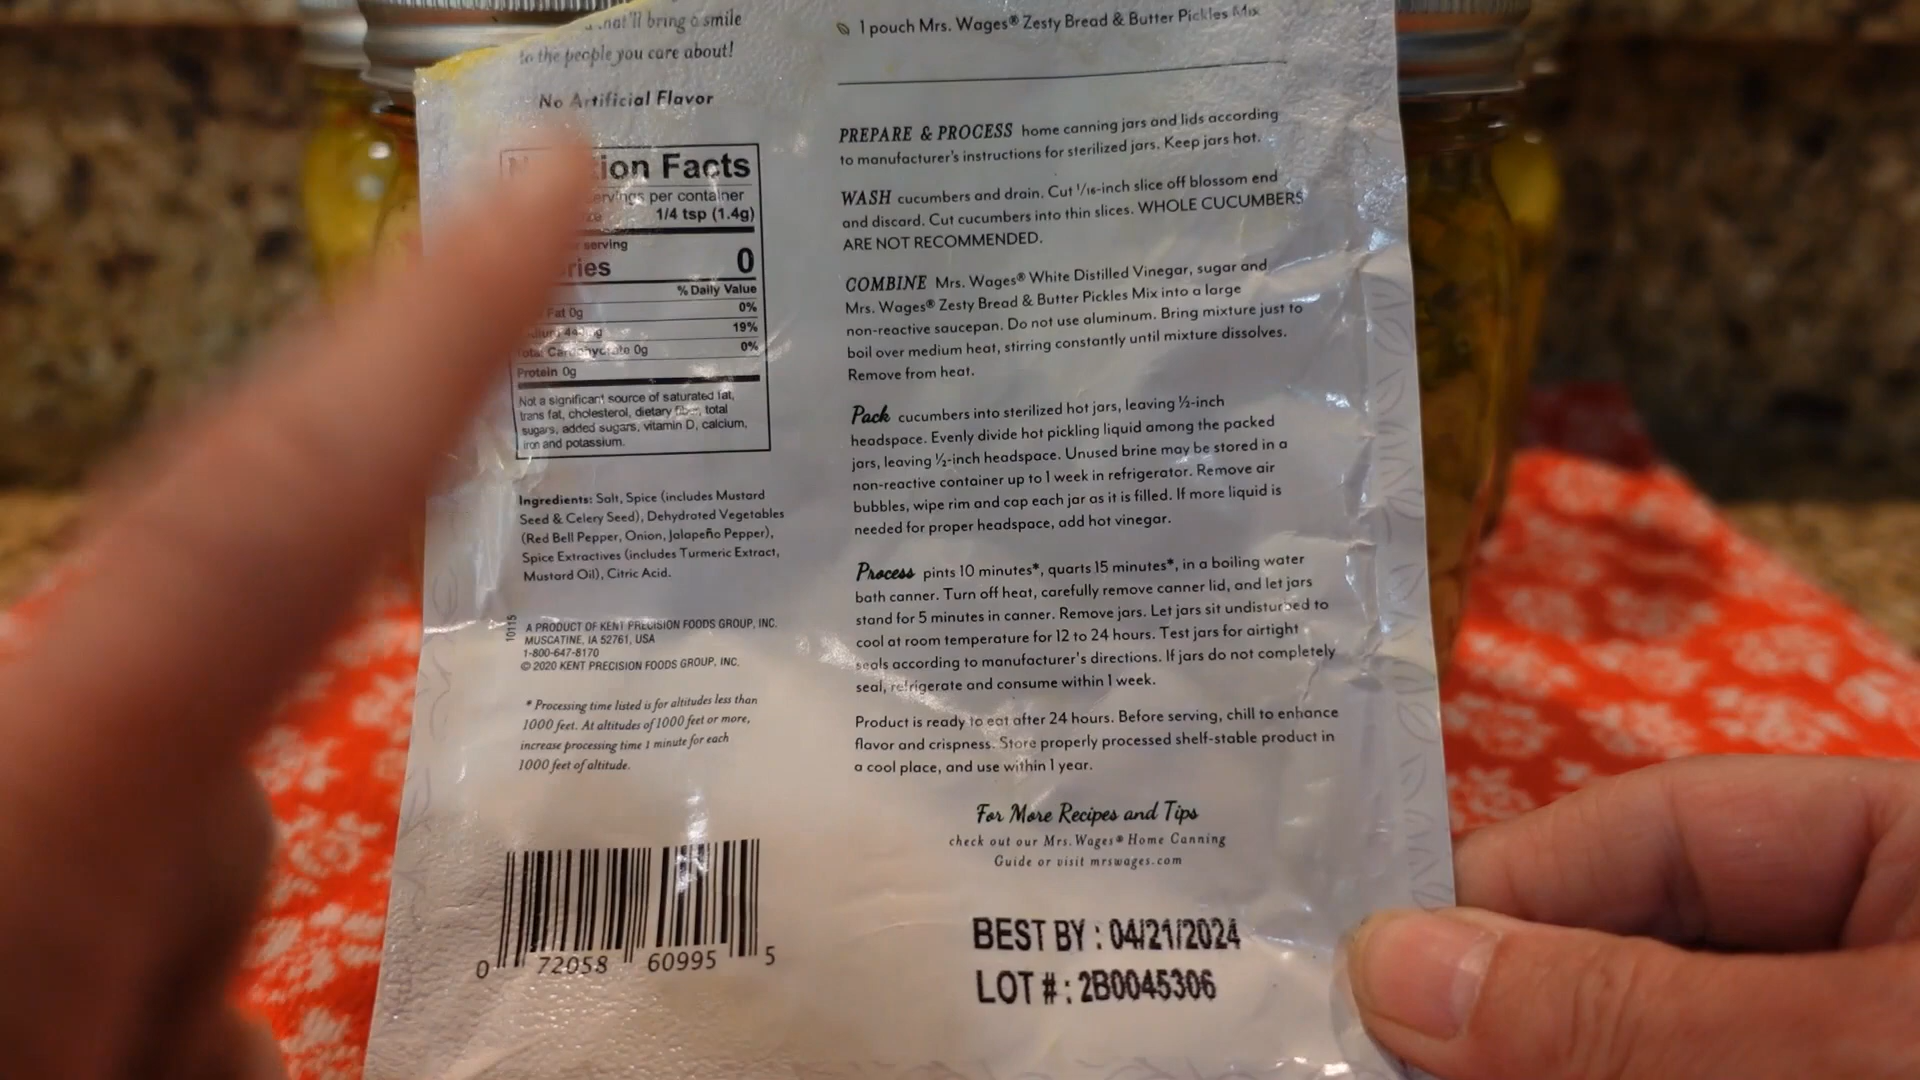 that'll bring a smile
to the people you care about!
No Artificial Flavor
ion Facts
servings per container
1/4 tsp (1.4g)
serving
ries 0
% Daily Value
Fat 0g 0%
19%
Total Carbohydrate 0g 0%
Protein 0g
Not a significant source of saturated fat,
trans fat, cholesterol, dietary fiber, total
sugars, added sugars, vitamin D, calcium,
iron and potassium.
Ingredients: Salt, Spice (includes Mustard
Seed & Celery Seed), Dehydrated Vegetables
(Red Bell Pepper, Onion, Jalapeño Pepper),
Spice Extractives (includes Turmeric Extract,
Mustard Oil), Citric Acid.
10115
A PRODUCT OF KENT PRECISION FOODS GROUP, INC.
MUSCATINE, IA 52761, USA
1-800-647-8170
© 2020 KENT PRECISION FOODS GROUP, INC.
* Processing time listed is for altitudes less than
1000 feet. At altitudes of 1000 feet or more,
increase processing time 1 minute for each
1000 feet of altitude.
0 72058 60995 5
1 pouch Mrs. Wages® Zesty Bread & Butter Pickles Mix
PREPARE & PROCESS home canning jars and lids according
to manufacturer's instructions for sterilized jars. Keep jars hot.
WASH cucumbers and drain. Cut 1/16-inch slice off blossom end
and discard. Cut cucumbers into thin slices. WHOLE CUCUMBERS
ARE NOT RECOMMENDED.
COMBINE Mrs. Wages® White Distilled Vinegar, sugar and
Mrs. Wages® Zesty Bread & Butter Pickles Mix into a large
non-reactive saucepan. Do not use aluminum. Bring mixture just to
boil over medium heat, stirring constantly until mixture dissolves.
Remove from heat.
Pack cucumbers into sterilized hot jars, leaving ½-inch
headspace. Evenly divide hot pickling liquid among the packed
jars, leaving ½-inch headspace. Unused brine may be stored in a
non-reactive container up to 1 week in refrigerator. Remove air
bubbles, wipe rim and cap each jar as it is filled. If more liquid is
needed for proper headspace, add hot vinegar.
Process pints 10 minutes*, quarts 15 minutes*, in a boiling water
bath canner. Turn off heat, carefully remove canner lid, and let jars
stand for 5 minutes in canner. Remove jars. Let jars sit undisturbed to
cool at room temperature for 12 to 24 hours. Test jars for airtight
seals according to manufacturer's directions. If jars do not completely
seal, refrigerate and consume within 1 week.
Product is ready to eat after 24 hours. Before serving, chill to enhance
flavor and crispness. Store properly processed shelf-stable product in
a cool place, and use within 1 year.
For More Recipes and Tips
check out our Mrs. Wages® Home Canning
Guide or visit mrswages.com
BEST BY : 04/21/2024
LOT # : 2B0045306